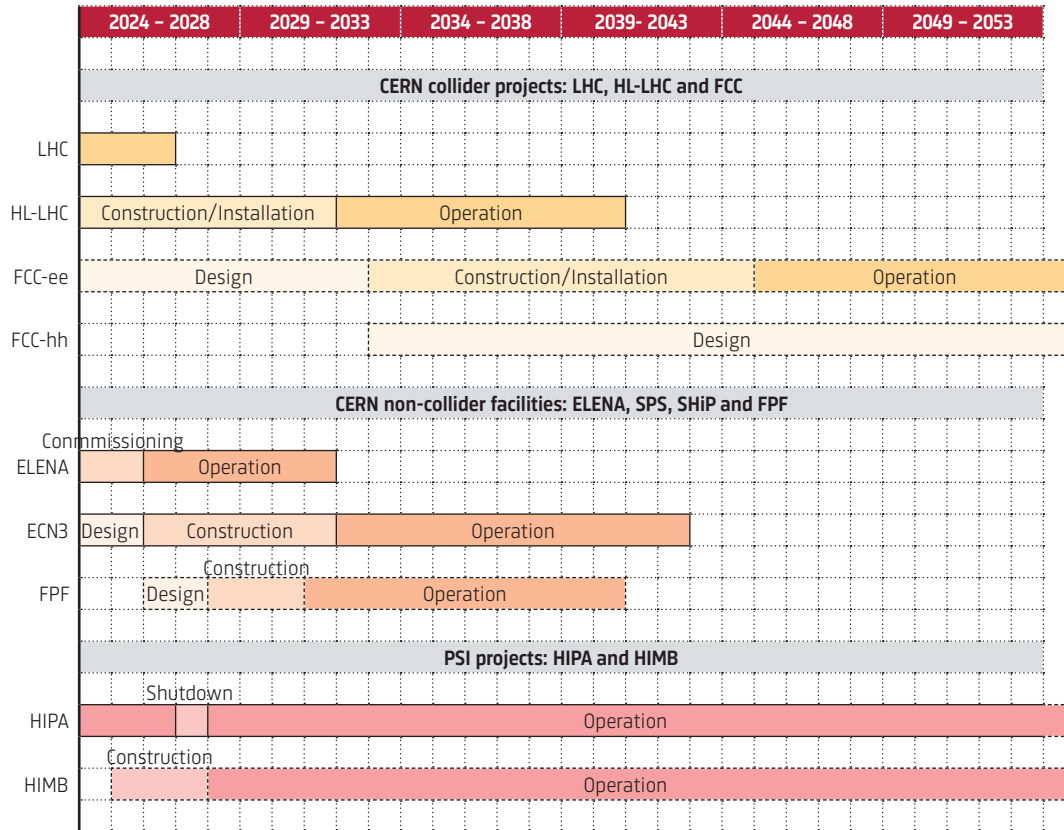 2024 – 2028 2029 – 2033 2034 – 2038 2039- 2043 2044 – 2048 2049 – 2053
CERN collider projects: LHC, HL-LHC and FCC
LHC
HL-LHC Construction/Installation Operation
FCC-ee Design Construction/Installation Operation
FCC-hh Design
CERN non-collider facilities: ELENA, SPS, SHiP and FPF
Conmmissioning
ELENA Operation
ECN3 Design Construction Operation
Construction
FPF Design Operation
PSI projects: HIPA and HIMB
Shutdown
HIPA Operation
Construction
HIMB Operation